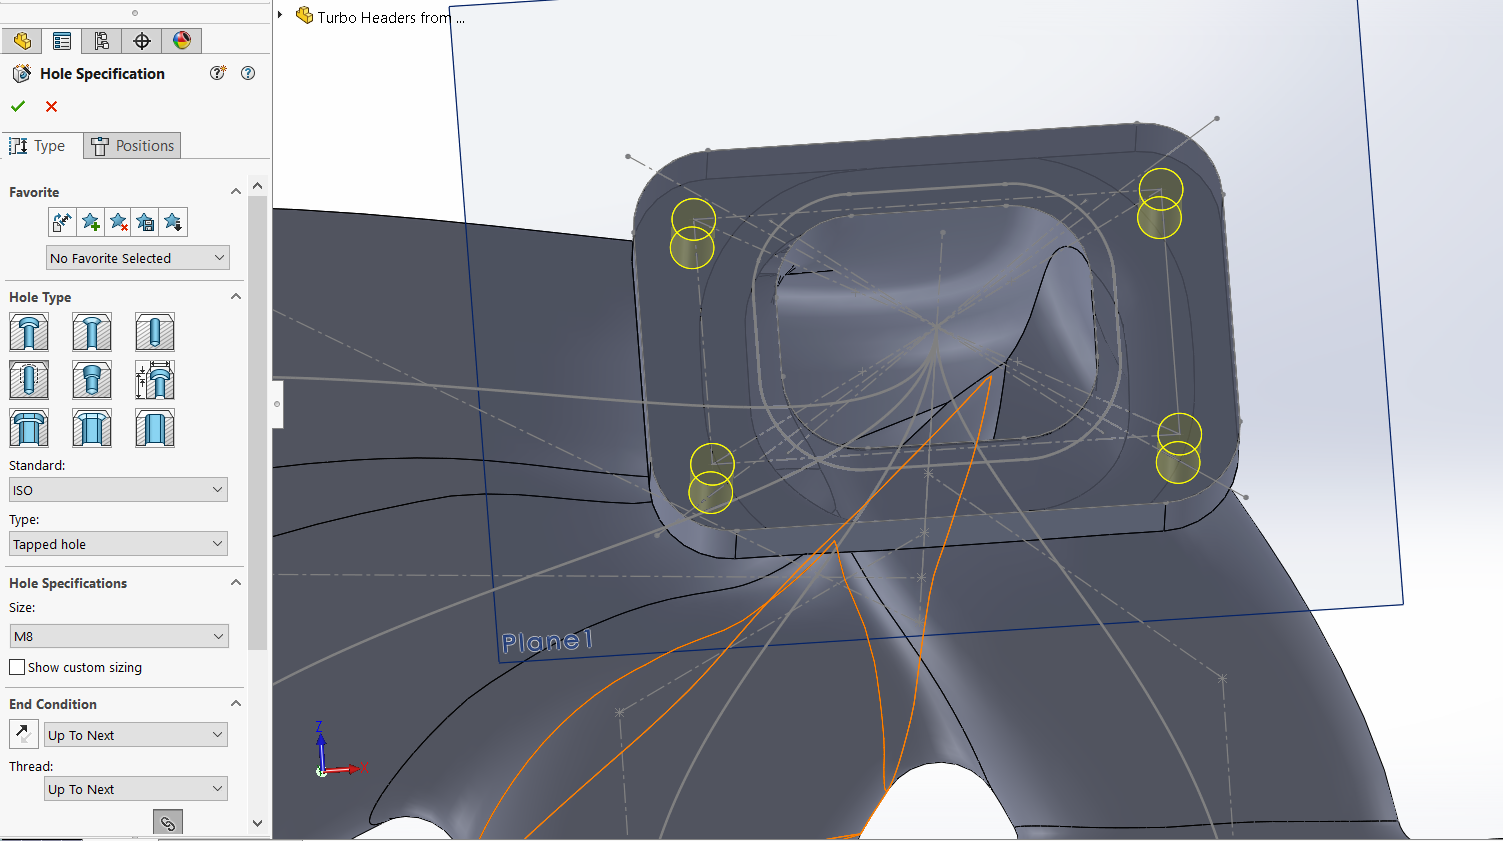 Turbo Headers from ...
Hole Specification
Type
Positions
Favorite
No Favorite Selected
Hole Type
Standard:
ISO
Type:
Tapped hole
Hole Specifications
Size:
M8
Show custom sizing
End Condition
Up To Next
Thread:
Up To Next
Plane1
Z
X